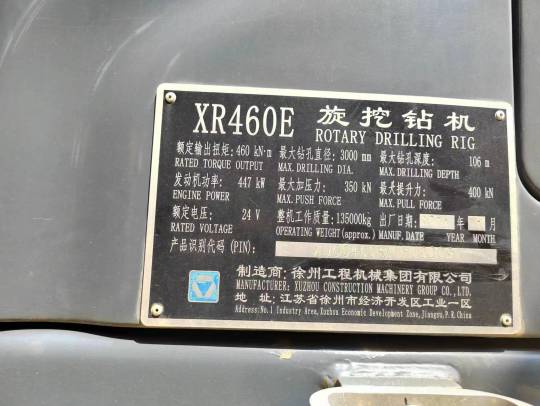 XR460E 旋挖钻机
ROTARY DRILLING RIG
额定输出扭矩: 460 kN·m 最大钻孔直径: 3000 mm 最大钻孔深度: 106 m
RATED TORQUE OUTPUT MAX. DRILLING DIA. MAX. DRILLING DEPTH
发动机功率: 447 kW 最大加压力: 350 kN 最大提升力: 400 kN
ENGINE POWER MAX. PUSH FORCE MAX. PULL FORCE
额定电压: 24 V 整机工作质量: 135000kg 出厂日期: 年 月
RATED VOLTAGE OPERATING WEIGHT(approx.) MANUF. DATE YEAR MONTH
产品识别代码(PIN):
制造商: 徐州工程机械集团有限公司
MANUFACTURER: XUZHOU CONSTRUCTION MACHINERY GROUP CO., LTD.
地 址: 江苏省徐州市经济开发区工业一区
Address:No.1 Industry Area, Xuzhou Economic Development Zone, Jiangsu, P.R. China